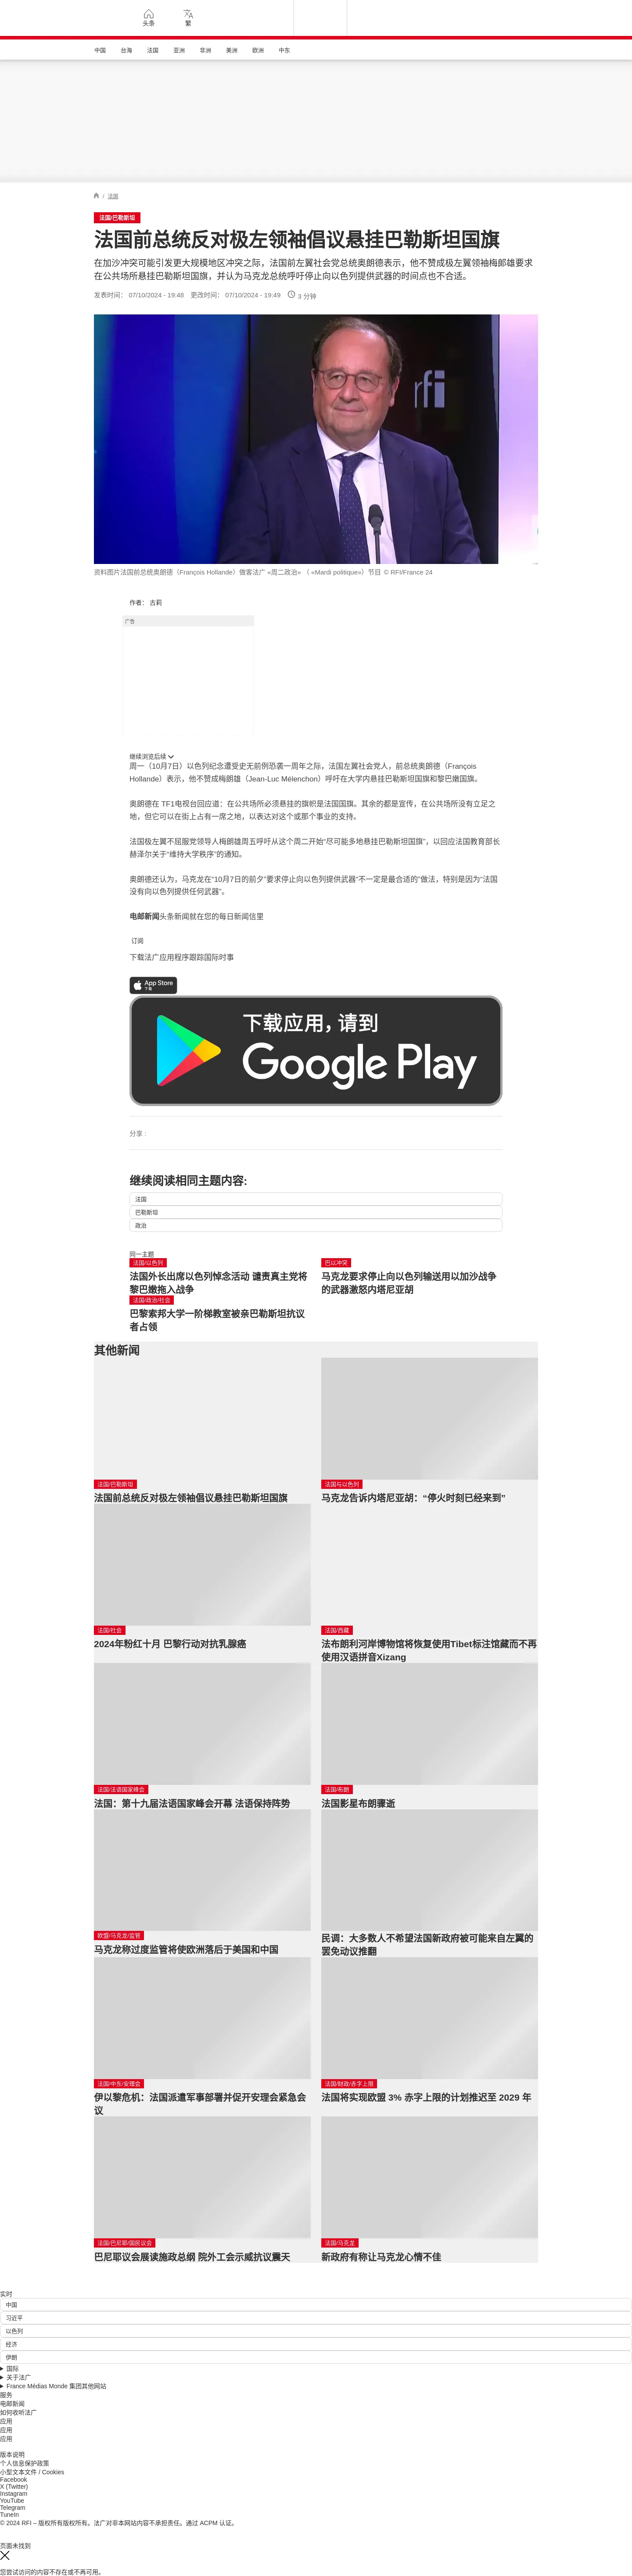 头条
繁
中国
台海
法国
亚洲
非洲
美洲
欧洲
中东
/ 法国
法国/巴勒斯坦
法国前总统反对极左领袖倡议悬挂巴勒斯坦国旗
在加沙冲突可能引发更大规模地区冲突之际，法国前左翼社会党总统奥朗德表示，他不赞成极左翼领袖梅郎雄要求
在公共场所悬挂巴勒斯坦国旗，并认为马克龙总统呼吁停止向以色列提供武器的时间点也不合适。
发表时间： 07/10/2024 - 19:48 更改时间： 07/10/2024 - 19:49 3 分钟
rfi
资料图片法国前总统奥朗德（François Hollande）做客法广 «周二政治» （ «Mardi politique»）节目 © RFI/France 24
作者： 古莉
广告
继续浏览后续
周一（10月7日）以色列纪念遭受史无前例恐袭一周年之际，法国左翼社会党人，前总统奥朗德（François
Hollande）表示，他不赞成梅朗雄（Jean-Luc Mélenchon）呼吁在大学内悬挂巴勒斯坦国旗和黎巴嫩国旗。
奥朗德在 TF1电视台回应道：在公共场所必须悬挂的旗帜是法国国旗。其余的都是宣传，在公共场所没有立足之
地，但它可以在街上占有一席之地，以表达对这个或那个事业的支持。
法国极左翼不屈服党领导人梅朗雄周五呼吁从这个周二开始“尽可能多地悬挂巴勒斯坦国旗”，以回应法国教育部长
赫泽尔关于“维持大学秩序”的通知。
奥朗德还认为，马克龙在“10月7日的前夕”要求停止向以色列提供武器“不一定是最合适的”做法，特别是因为“法国
没有向以色列提供任何武器”。
电邮新闻头条新闻就在您的每日新闻信里
订阅
下载法广应用程序跟踪国际时事
App Store
下载
下载应用，请到
Google Play
分享 :
继续阅读相同主题内容:
法国
巴勒斯坦
政治
同一主题
法国/以色列
法国外长出席以色列悼念活动 谴责真主党将
黎巴嫩拖入战争
巴以冲突
马克龙要求停止向以色列输送用以加沙战争
的武器激怒内塔尼亚胡
法国/政治/社会
巴黎索邦大学一阶梯教室被亲巴勒斯坦抗议
者占领
其他新闻
法国/巴勒斯坦
法国前总统反对极左领袖倡议悬挂巴勒斯坦国旗
法国与以色列
马克龙告诉内塔尼亚胡：“停火时刻已经来到”
法国/社会
2024年粉红十月 巴黎行动对抗乳腺癌
法国/西藏
法布朗利河岸博物馆将恢复使用Tibet标注馆藏而不再
使用汉语拼音Xizang
法国/法语国家峰会
法国：第十九届法语国家峰会开幕 法语保持阵势
法国/布朗
法国影星布朗骤逝
欧盟/马克龙/监管
马克龙称过度监管将使欧洲落后于美国和中国
民调：大多数人不希望法国新政府被可能来自左翼的
罢免动议推翻
法国/中东/安理会
伊以黎危机：法国派遣军事部署并促开安理会紧急会
议
法国/财政/赤字上限
法国将实现欧盟 3% 赤字上限的计划推迟至 2029 年
法国/巴尼耶/国民议会
巴尼耶议会展读施政总纲 院外工会示威抗议震天
法国/马克龙
新政府有称让马克龙心情不佳
实时
中国
习近平
以色列
经济
伊朗
国际
关于法广
France Médias Monde 集团其他网站
服务
电邮新闻
如何收听法广
应用
应用
应用
版本说明
个人信息保护政策
小型文本文件 / Cookies
Facebook
X (Twitter)
Instagram
YouTube
Telegram
TuneIn
© 2024 RFI – 版权所有版权所有。法广对非本网站内容不承担责任。通过 ACPM 认证。
页面未找到
您尝试访问的内容不存在或不再可用。